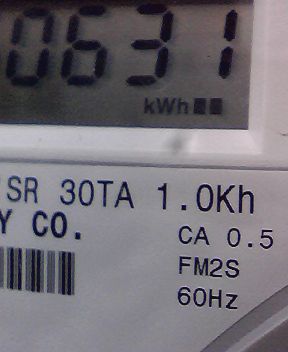 0631
kWh
SR 30TA 1.0Kh
Y CO.
CA 0.5
FM2S
60Hz